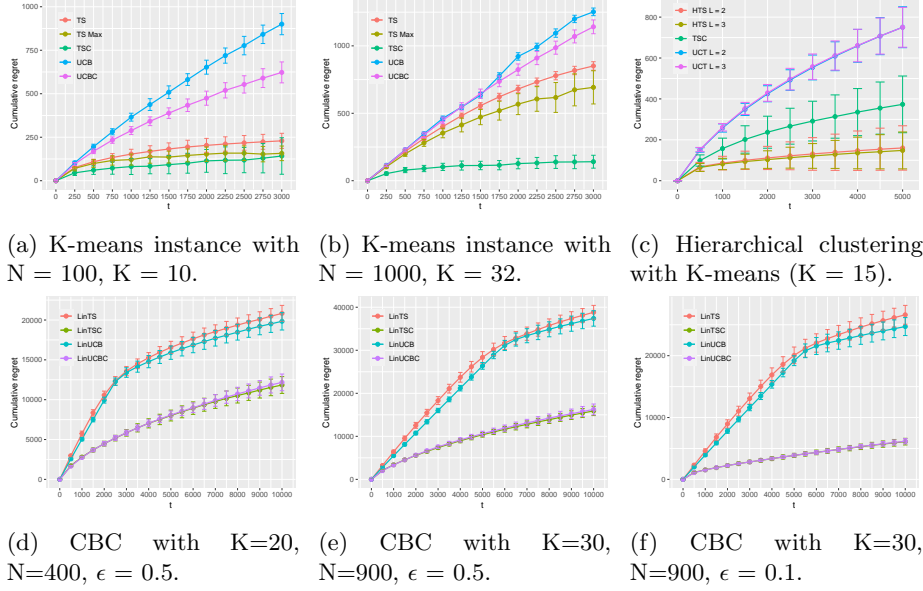 1000
750
500
250
0
Cumulative regret
TS
TS Max
TSC
UCB
UCBC
0 250 500 750 1000 1250 1500 1750 2000 2250 2500 2750 3000
t
(a) K-means instance with
N = 100, K = 10.
1000
500
250
0
Cumulative regret
TS
TS Max
TSC
UCB
UCBC
0 250 500 750 1000 1250 1500 1750 2000 2250 2500 2750 3000
t
(b) K-means instance with
N = 1000, K = 32.
800
600
400
200
0
Cumulative regret
HTS L = 2
HTS L = 3
TSC
UCT L = 2
UCT L = 3
0 1000 2000 3000 4000 5000
t
(c) Hierarchical clustering
with K-means (K = 15).
20000
15000
10000
5000
0
Cumulative regret
LinTS
LinTSC
LinUCB
LinUCBC
0 1000 2000 3000 4000 5000 6000 7000 8000 9000 10000
t
(d) CBC with K=20,
N=400, ϵ = 0.5.
40000
30000
20000
10000
0
Cumulative regret
LinTS
LinTSC
LinUCB
LinUCBC
0 1000 2000 3000 4000 5000 6000 7000 8000 9000 10000
t
(e) CBC with K=30,
N=900, ϵ = 0.5.
20000
10000
0
Cumulative regret
LinTS
LinTSC
LinUCB
LinUCBC
0 1000 2000 3000 4000 5000 6000 7000 8000 9000 10000
t
(f) CBC with K=30,
N=900, ϵ = 0.1.